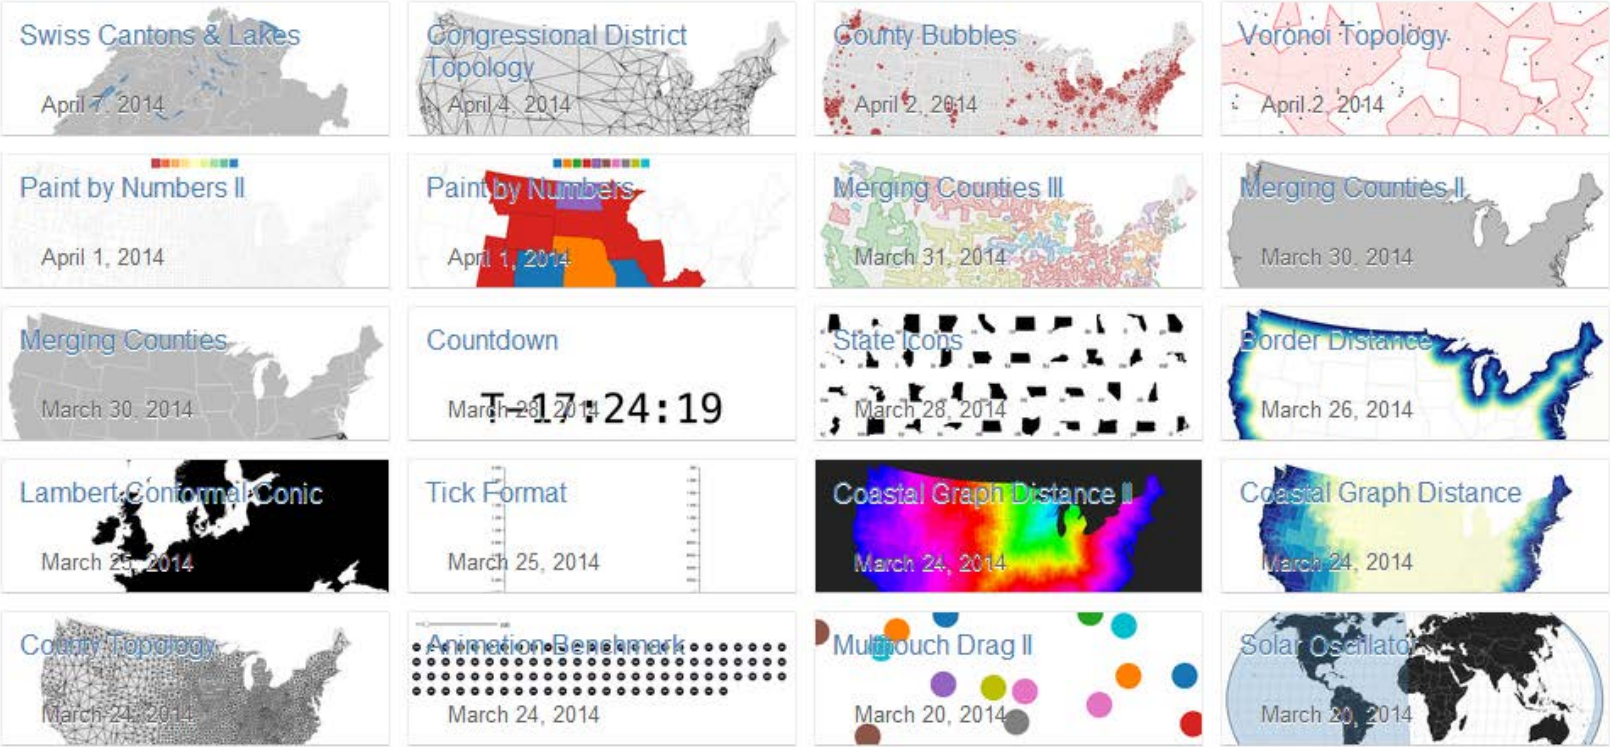 Swiss Cantons & Lakes
April 7, 2014
Congressional District
Topology
April 4, 2014
County Bubbles
April 2, 2014
Voronoi Topology
April 2, 2014
Paint by Numbers II
April 1, 2014
Paint by Numbers
April 1, 2014
Merging Counties III
March 31, 2014
Merging Counties II
March 30, 2014
Merging Counties
March 30, 2014
Countdown
March 28, 2014
T-17:24:19
State Icons
March 28, 2014
Border Distance
March 26, 2014
Lambert Conformal Conic
March 25, 2014
Tick Format
March 25, 2014
Coastal Graph Distance II
March 24, 2014
Coastal Graph Distance
March 24, 2014
County Topology
March 24, 2014
Animation Benchmark
March 24, 2014
Multitouch Drag II
March 20, 2014
Solar Oscillator
March 20, 2014